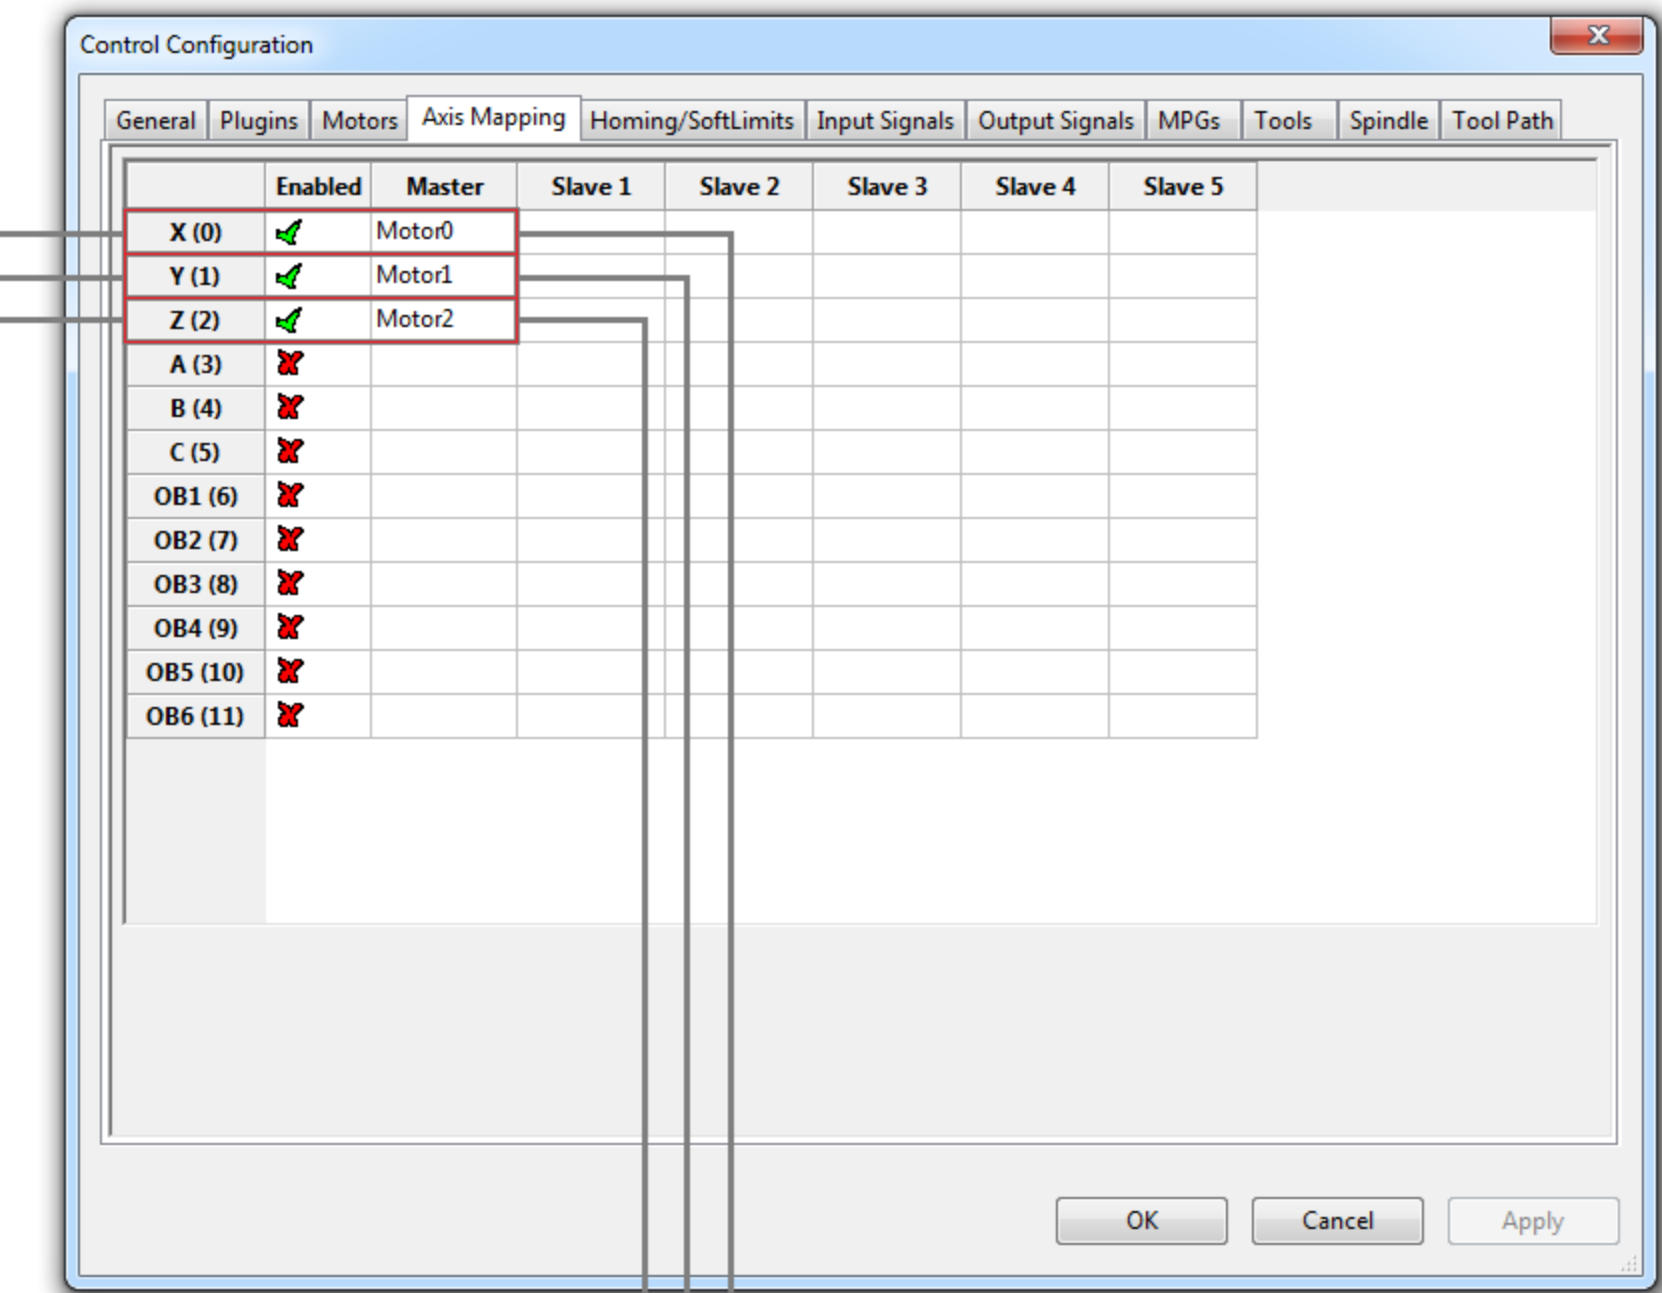 Control Configuration
General Plugins Motors Axis Mapping Homing/SoftLimits Input Signals Output Signals MPGs Tools Spindle Tool Path
Enabled Master Slave 1 Slave 2 Slave 3 Slave 4 Slave 5
X (0) Motor0
Y (1) Motor1
Z (2) Motor2
A (3)
B (4)
C (5)
OB1 (6)
OB2 (7)
OB3 (8)
OB4 (9)
OB5 (10)
OB6 (11)
OK Cancel Apply